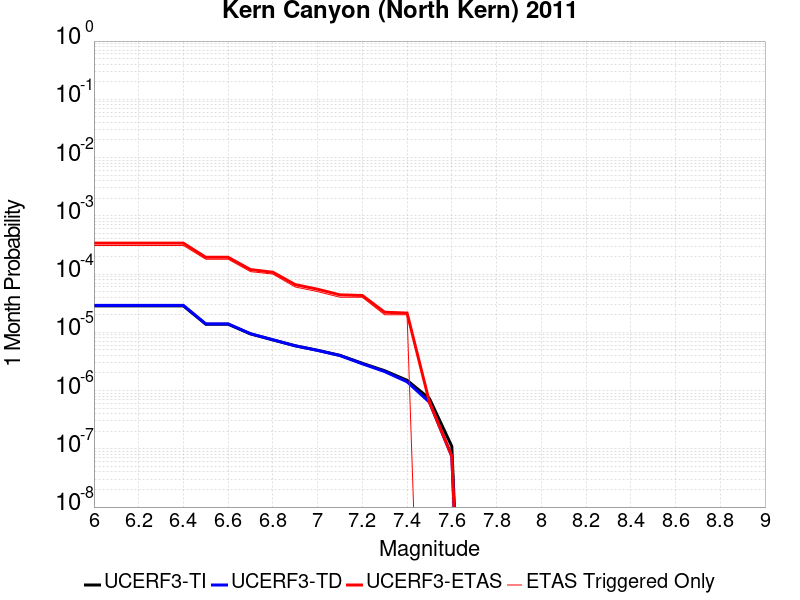 Kern Canyon (North Kern) 2011
10^0
10^-1
10^-2
10^-3
10^-4
10^-5
10^-6
10^-7
10^-8
1 Month Probability
6 6.2 6.4 6.6 6.8 7 7.2 7.4 7.6 7.8 8 8.2 8.4 8.6 8.8 9
Magnitude
UCERF3-TI UCERF3-TD UCERF3-ETAS ETAS Triggered Only